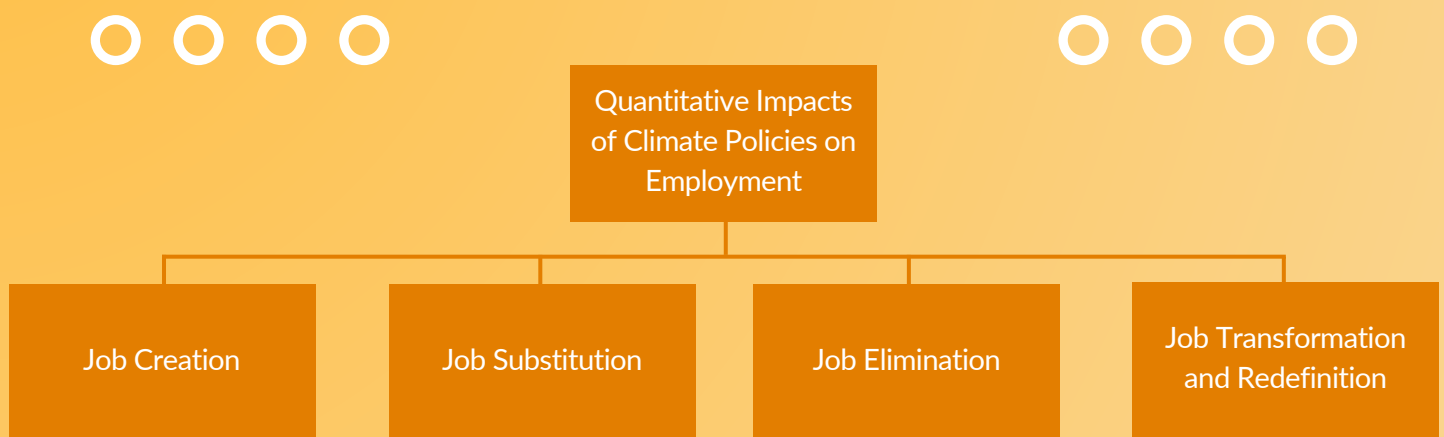 Quantitative Impacts
of Climate Policies on
Employment
Job Creation
Job Substitution
Job Elimination
Job Transformation
and Redefinition